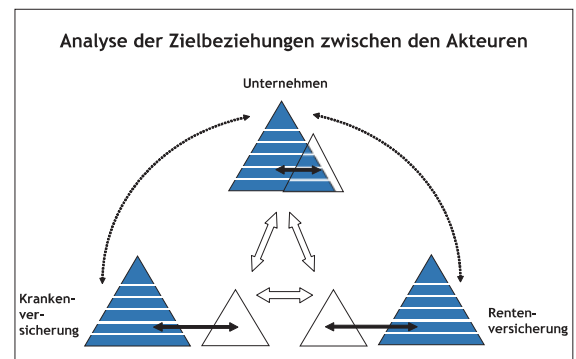 Analyse der Zielbeziehungen zwischen den Akteuren
Unternehmen
Kranken-
ver-
sicherung
Renten-
versicherung